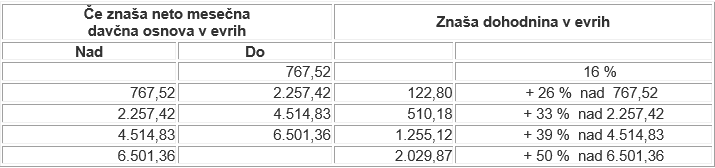 Če znaša neto mesečna
davčna osnova v evrih
Znaša dohodnina v evrih
Nad Do
767,52 16 %
767,52 2.257,42 122,80 + 26 % nad 767,52
2.257,42 4.514,83 510,18 + 33 % nad 2.257,42
4.514,83 6.501,36 1.255,12 + 39 % nad 4.514,83
6.501,36 2.029,87 + 50 % nad 6.501,36